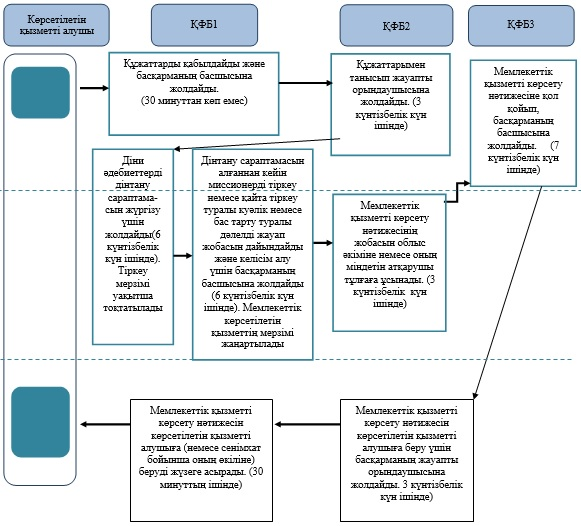 Көрсетілетін
қызметті алушы
ҚФБ1
ҚФБ2
ҚФБ3
Құжаттарды қабылдайды және
басқарманың басшысына
жолдайды.
(30 минуттан көп емес)
Құжаттарымен
танысып жауапты
орындаушысына
жолдайды. (3
күнтізбелік күн
ішінде)
Мемлекеттік
қызметті көрсету
нәтижесіне қол
қойып,
басқарманың
басшысына
жолдайды. (7
күнтізбелік күн
ішінде)
Діни
әдебиеттерді
дінтану
сараптама-
сын жүргізу
үшін
жолдайды(6
күнтізбелік
күн ішінде).
Тіркеу
мерзімі
уақытша
тоқтатылады
Дінтану сараптамасын
алғаннан кейін
миссионерді тіркеу
немесе қайта тіркеу
туралы куәлік немесе
бас тарту туралы
дәлелді жауап
жобасын дайындайды
және келісім алу
үшін басқарманың
басшысына жолдайды
(6 күнтізбелік күн
ішінде). Мемлекеттік
көрсетілетін
қызметтің мерзімі
жаңартылады
Мемлекеттік
қызметті көрсету
нәтижесінің
жобасын облыс
әкіміне немесе оның
міндетін атқарушы
тұлғаға ұсынады. (3
күнтізбелік күн
ішінде)
Мемлекеттік қызметті
көрсету нәтижесін
көрсетілетін қызметті
алушыға (немесе сенімхат
бойынша оның өкіліне)
беруді жүзеге асырады. (30
минуттың ішінде)
Мемлекеттік қызметті
көрсету нәтижесін
көрсетілетін қызметті
алушыға беру үшін
басқарманың жауапты
орындаушысына
жолдайды. 3 күнтізбелік
күн ішінде)